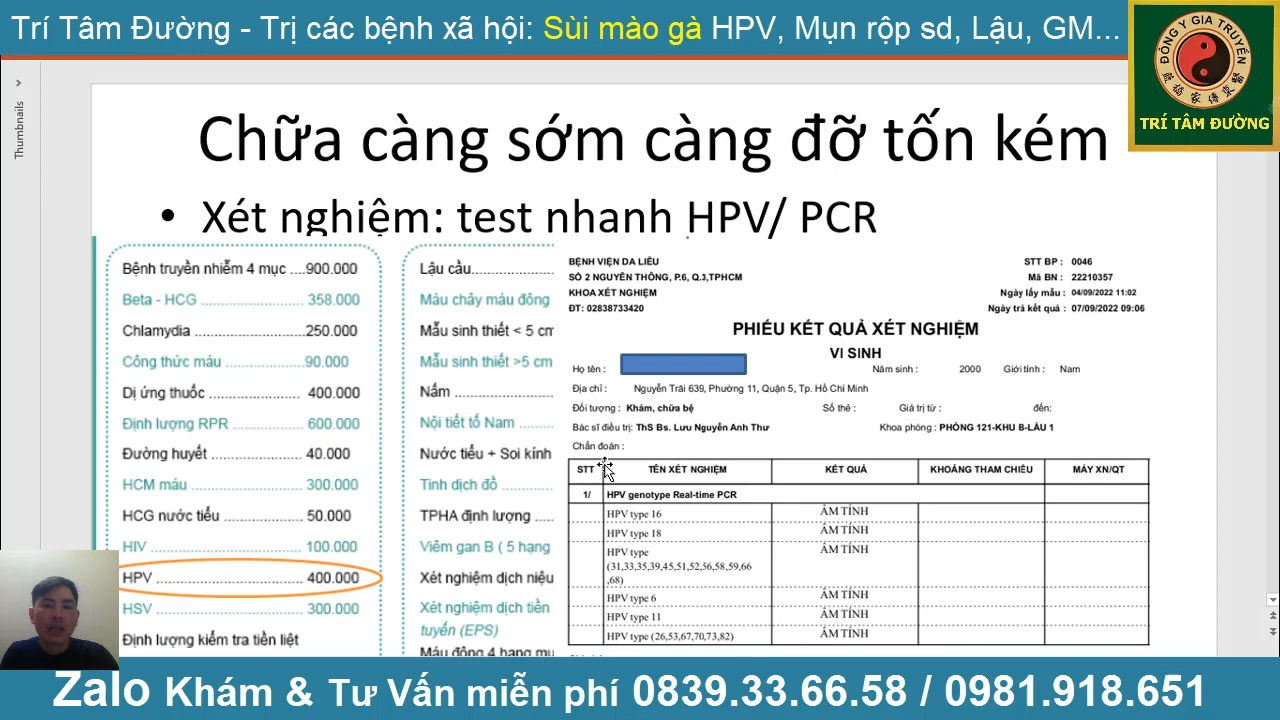 Trí Tâm Đường - Trị các bệnh xã hội: Sùi mào gà HPV, Mụn rộp sd, Lậu, GM...
ĐÔNG Y GIA TRUYỀN
TRÍ TÂM ĐƯỜNG
Thumbnails
Chữa càng sớm càng đỡ tốn kém
• Xét nghiệm: test nhanh HPV/ PCR
Bệnh truyền nhiễm 4 mục ....900.000
Beta - HCG ........................ 358.000
Chlamydia .........................250.000
Công thức máu ......................90.000
Dị ứng thuốc ....................... 400.000
Định lượng RPR .................. 600.000
Đường huyết ........................ 40.000
HCM máu ........................... 300.000
HCG nước tiểu ..................... 50.000
HIV .................................... 100.000
HPV ................................... 400.000
HSV ................................... 300.000
Định lượng kiểm tra tiền liệt
Lậu cầu....................
Máu chảy máu đông
Mẫu sinh thiết < 5 cm
Mẫu sinh thiết >5 cm
Nấm ........................
Nội tiết tố Nam ........
Nước tiểu + Soi kính
Tinh dịch đồ ................
TPHA định lượng ....
Viêm gan B ( 5 hạng
Xét nghiệm dịch niệu
Xét nghiệm dịch tiền
tuyến (EPS)
Máu đông 4 hạng mụ
BỆNH VIỆN DA LIỄU
SỐ 2 NGUYỄN THÔNG, P.6, Q.3,TPHCM
KHOA XÉT NGHIỆM
ĐT: 02838733420
STT BP : 0046
Mã BN : 22210357
Ngày lấy mẫu : 04/09/2022 11:02
Ngày trả kết quả : 07/09/2022 09:06
PHIẾU KẾT QUẢ XÉT NGHIỆM
VI SINH
Họ tên : Năm sinh : 2000 Giới tính : Nam
Địa chỉ : Nguyễn Trãi 639, Phường 11, Quận 5, Tp. Hồ Chí Minh
Đối tượng : Khám, chữa bệ Số thẻ : Giá trị từ : đến:
Bác sĩ điều trị: ThS Bs. Lưu Nguyễn Anh Thư Khoa phòng : PHÒNG 121-KHU B-LẦU 1
Chẩn đoán :
STT TÊN XÉT NGHIỆM KẾT QUẢ KHOẢNG THAM CHIẾU MÁY XN/QT
1/ HPV genotype Real-time PCR
HPV type 16 ÂM TÍNH
HPV type 18 ÂM TÍNH
HPV type ÂM TÍNH
(31,33,35,39,45,51,52,56,58,59,66
,68)
HPV type 6 ÂM TÍNH
HPV type 11 ÂM TÍNH
HPV type (26,53,67,70,73,82) ÂM TÍNH
Zalo Khám & Tư Vấn miễn phí 0839.33.66.58 / 0981.918.651